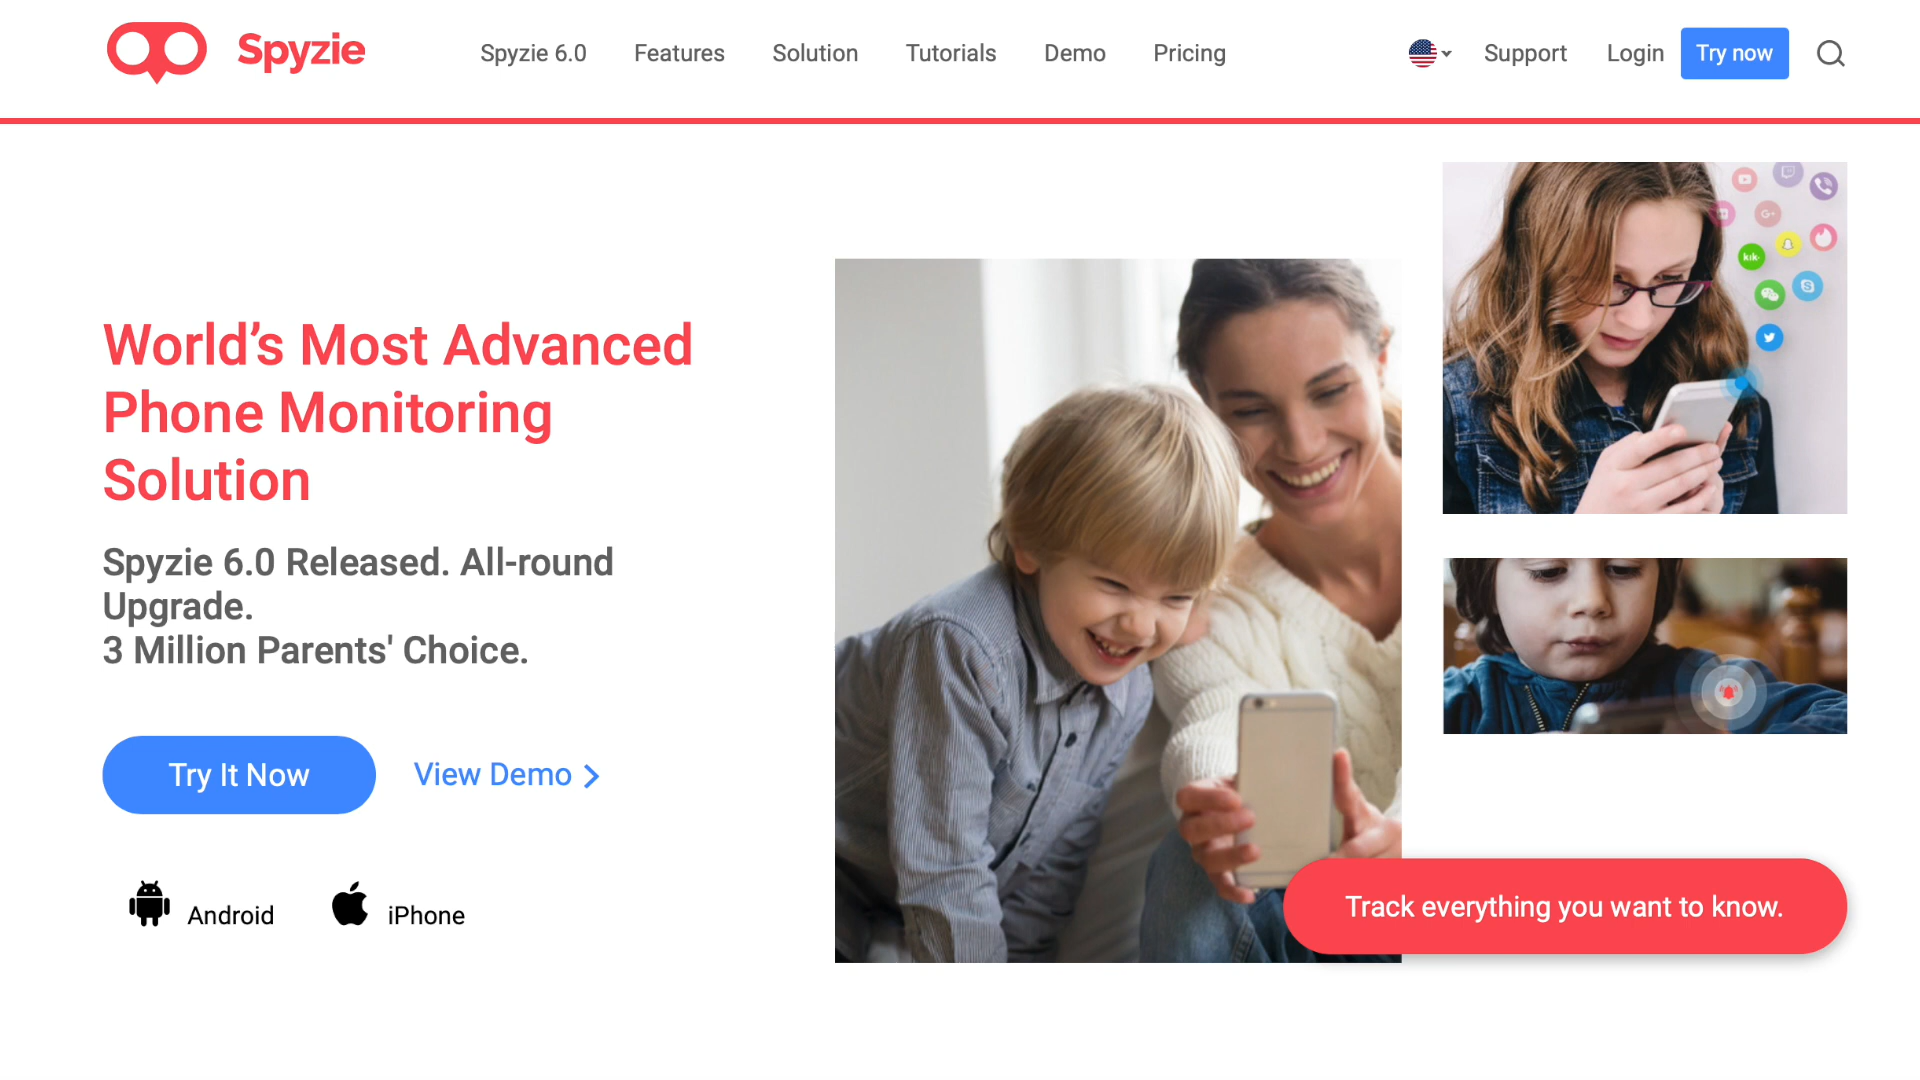 Spyzie
Spyzie 6.0
Features
Solution
Tutorials
Demo
Pricing
Support
Login
Try now
World’s Most Advanced
Phone Monitoring
Solution
Spyzie 6.0 Released. All-round
Upgrade.
3 Million Parents' Choice.
Try It Now
View Demo
Android
iPhone
G+
kik
Track everything you want to know.